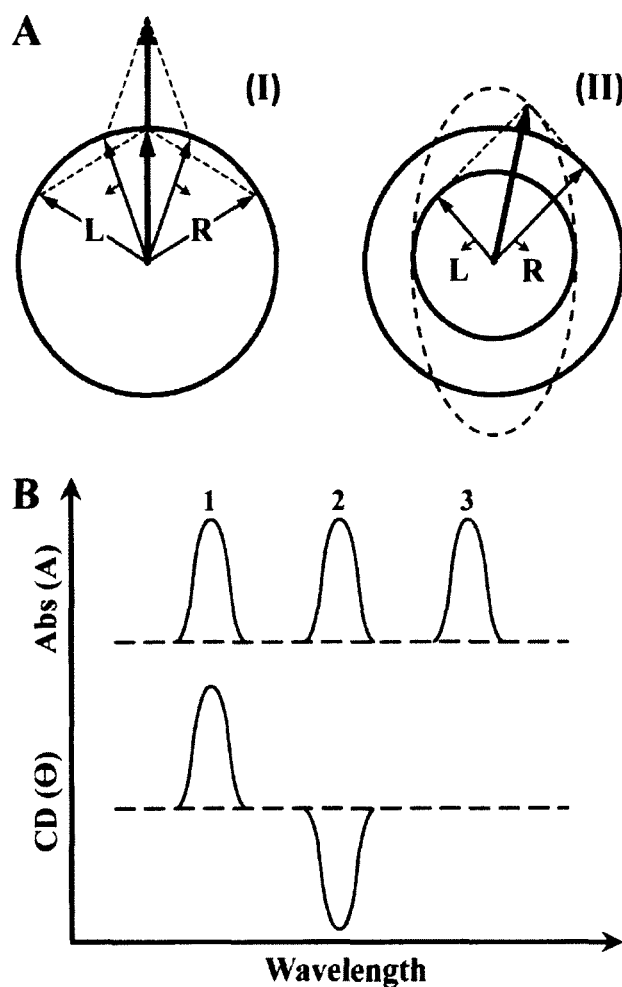 A
(I)
(II)
L R
L R
B
1 2 3
Abs (A)
CD (Θ)
Wavelength